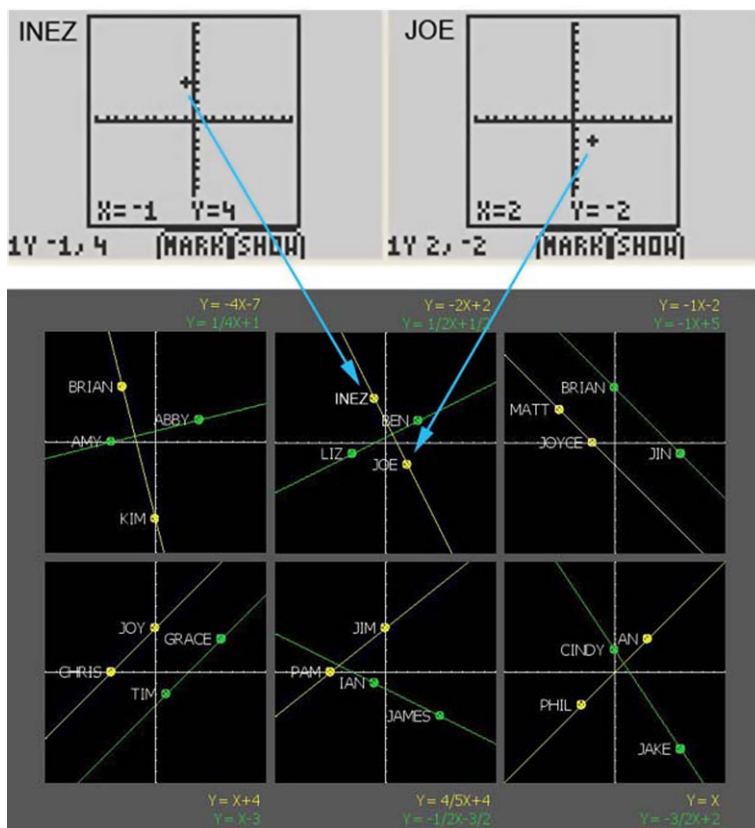 INEZ
JOE
X=-1 Y=4
X=2 Y=-2
1Y -1, 4 MARK SHOW
1Y 2, -2 MARK SHOW
Y = -4X-7
Y = 1/4X+1
Y = -2X+2
Y = 1/2X+1/2
Y = -1X-2
Y = -1X+5
BRIAN
ABBY
AMY
KIM
INEZ
BEN
LIZ
JOE
BRIAN
MATT
JOYCE
JIN
JOY
GRACE
CHRIS
TIM
JIM
PAM
IAN
JAMES
AN
CINDY
PHIL
JAKE
Y = X+4
Y = X-3
Y = 4/5X+4
Y = -1/2X-3/2
Y = X
Y = -3/2X+2